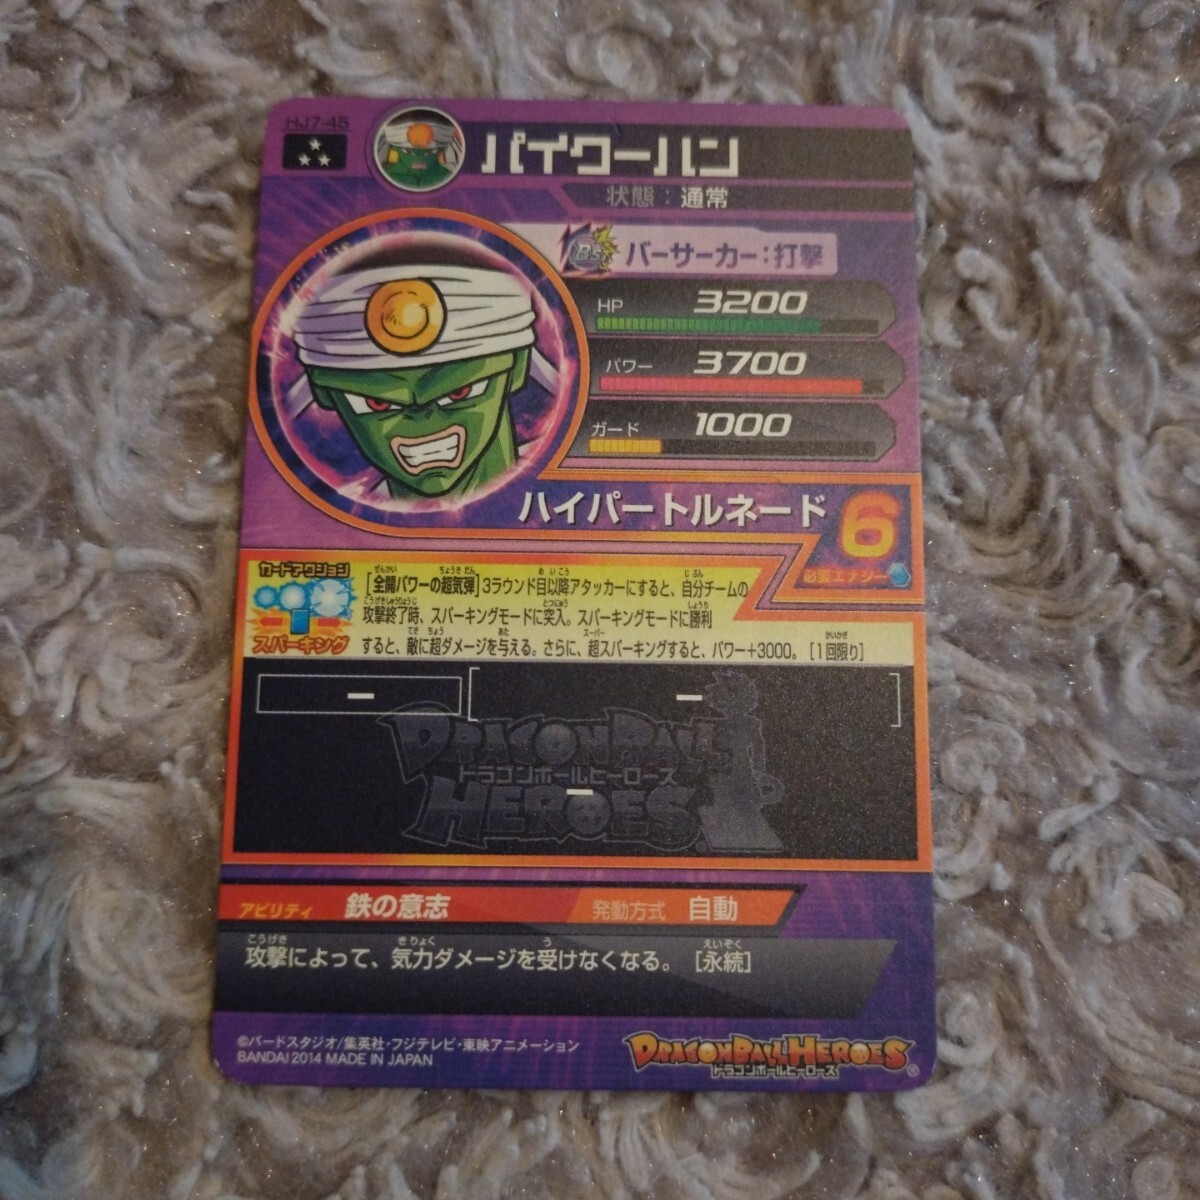 HJ7-45
パイクーハン
状態：通常
Bs バーサーカー：打撃
HP 3200
パワー 3700
ガード 1000
ハイパートルネード 6
必要エナジー
カードアクション
スパーキング
[全開パワーの超気弾] 3ラウンド目以降アタッカーにすると、自分チームの
攻撃終了時、スパーキングモードに突入。スパーキングモードに勝利
すると、敵に超ダメージを与える。さらに、超スパーキングすると、パワー+3000。[1回限り]
DRAGON BALL
ドラゴンボールヒーローズ
HEROES
アビリティ 鉄の意志 発動方式 自動
攻撃によって、気力ダメージを受けなくなる。[永続]
©バードスタジオ/集英社・フジテレビ・東映アニメーション
BANDAI 2014 MADE IN JAPAN
DRAGON BALL HEROES
ドラゴンボールヒーローズ